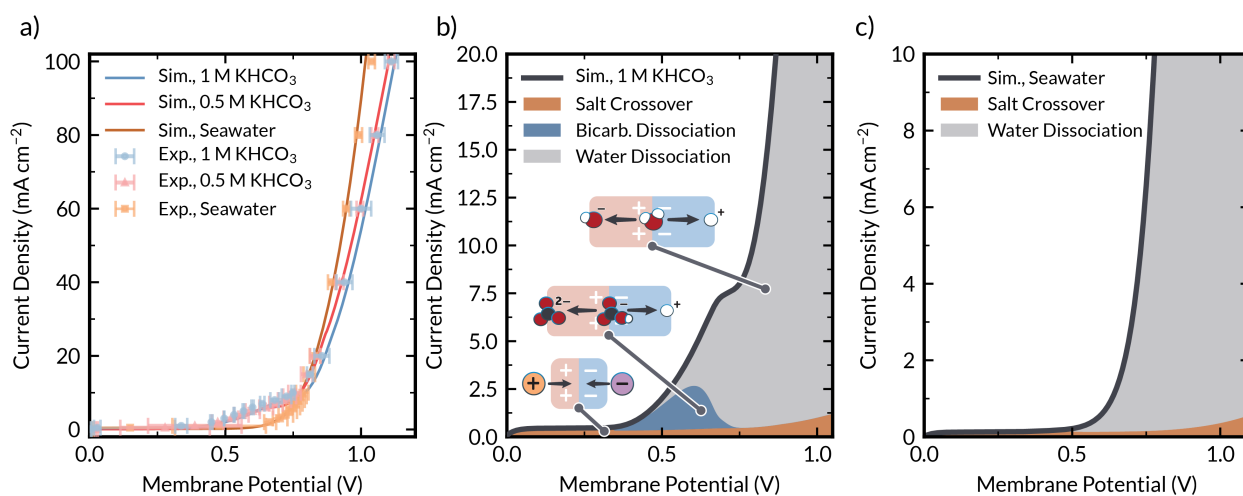 a)
Current Density (mA cm⁻²)
100
80
60
40
20
0
Sim., 1 M KHCO₃
Sim., 0.5 M KHCO₃
Sim., Seawater
Exp., 1 M KHCO₃
Exp., 0.5 M KHCO₃
Exp., Seawater
0.0 0.5 1.0
Membrane Potential (V)
b)
Current Density (mA cm⁻²)
20.0
17.5
15.0
12.5
10.0
7.5
5.0
2.5
0.0
Sim., 1 M KHCO₃
Salt Crossover
Bicarb. Dissociation
Water Dissociation
− + − +
+ −
2− + − − +
+
+ + − −
+ −
0.0 0.5 1.0
Membrane Potential (V)
c)
Current Density (mA cm⁻²)
10
8
6
4
2
0
Sim., Seawater
Salt Crossover
Water Dissociation
0.0 0.5 1.0
Membrane Potential (V)